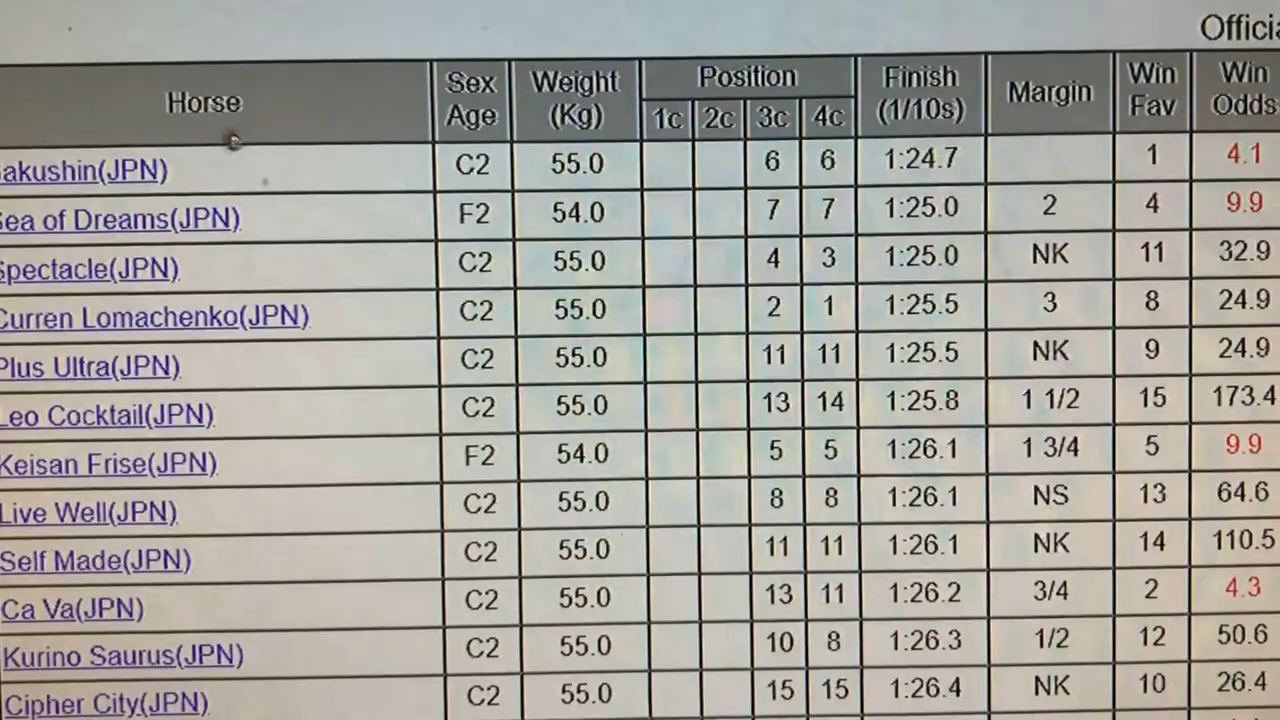 Officia
Horse Sex Age Weight (Kg) Position 1c 2c 3c 4c Finish (1/10s) Margin Win Fav Win Odds
akushin(JPN) C2 55.0 6 6 1:24.7 1 4.1
Sea of Dreams(JPN) F2 54.0 7 7 1:25.0 2 4 9.9
Spectacle(JPN) C2 55.0 4 3 1:25.0 NK 11 32.9
Curren Lomachenko(JPN) C2 55.0 2 1 1:25.5 3 8 24.9
Plus Ultra(JPN) C2 55.0 11 11 1:25.5 NK 9 24.9
Leo Cocktail(JPN) C2 55.0 13 14 1:25.8 1 1/2 15 173.4
Keisan Frise(JPN) F2 54.0 5 5 1:26.1 1 3/4 5 9.9
Live Well(JPN) C2 55.0 8 8 1:26.1 NS 13 64.6
Self Made(JPN) C2 55.0 11 11 1:26.1 NK 14 110.5
Ca Va(JPN) C2 55.0 13 11 1:26.2 3/4 2 4.3
Kurino Saurus(JPN) C2 55.0 10 8 1:26.3 1/2 12 50.6
Cipher City(JPN) C2 55.0 15 15 1:26.4 NK 10 26.4